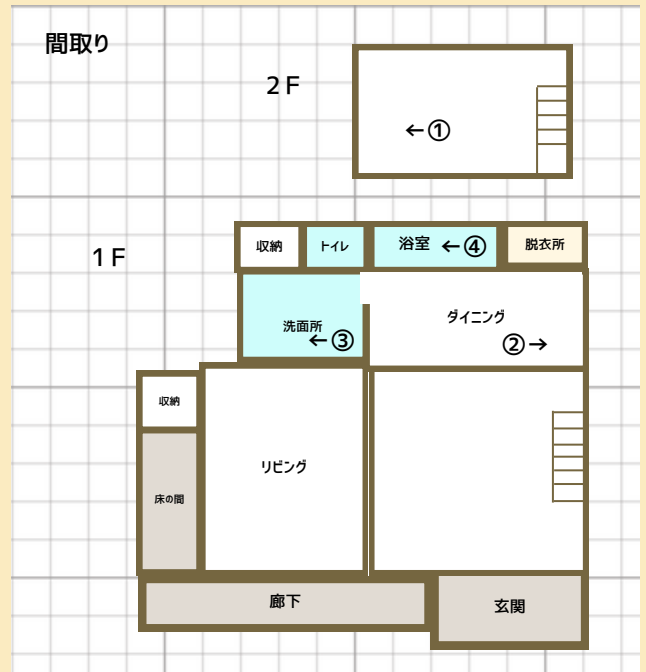 間取り
2F
←①
1F
収納
トイレ
浴室 ←④
脱衣所
洗面所
←③
ダイニング
②→
収納
床の間
リビング
廊下
玄関